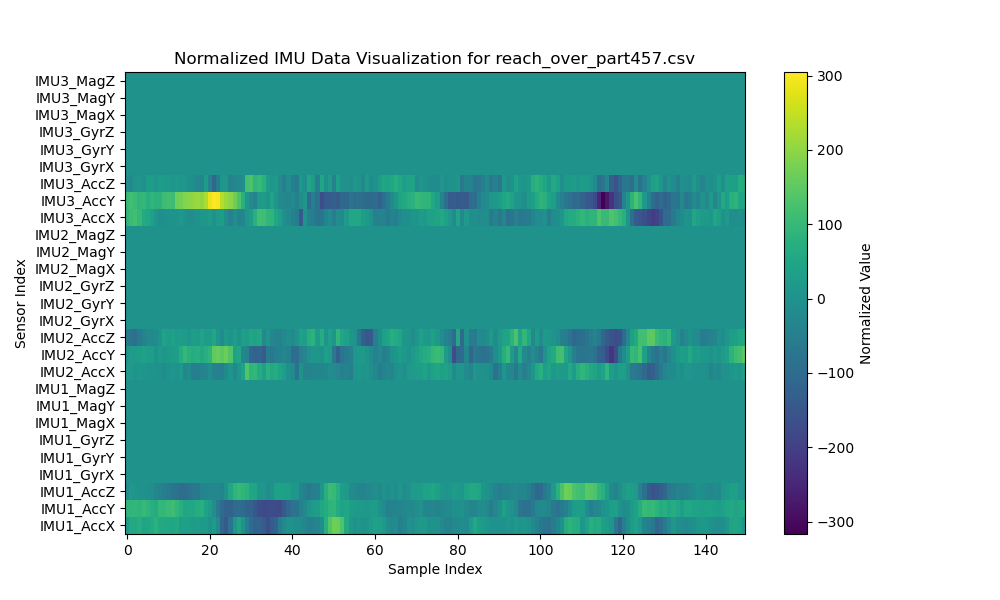 Normalized IMU Data Visualization for reach_over_part457.csv
IMU3_MagZ
IMU3_MagY
IMU3_MagX
IMU3_GyrZ
IMU3_GyrY
IMU3_GyrX
IMU3_AccZ
IMU3_AccY
IMU3_AccX
IMU2_MagZ
IMU2_MagY
IMU2_MagX
IMU2_GyrZ
IMU2_GyrY
IMU2_GyrX
IMU2_AccZ
IMU2_AccY
IMU2_AccX
IMU1_MagZ
IMU1_MagY
IMU1_MagX
IMU1_GyrZ
IMU1_GyrY
IMU1_GyrX
IMU1_AccZ
IMU1_AccY
IMU1_AccX
Sensor Index
0 20 40 60 80 100 120 140
Sample Index
300
200
100
0
−100
−200
−300
Normalized Value